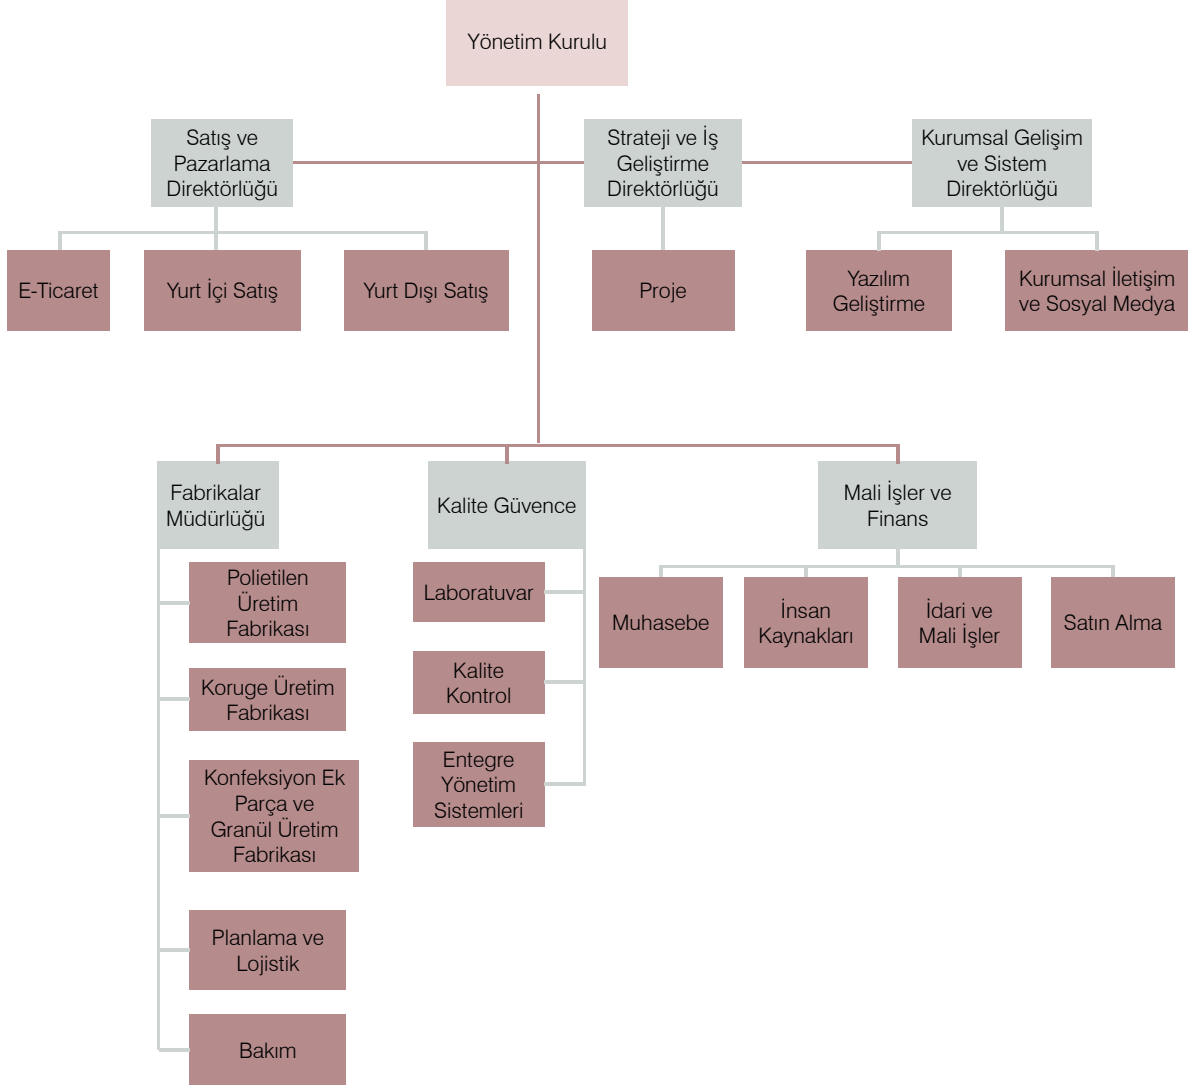 Yönetim Kurulu
Satış ve
Pazarlama
Direktörlüğü
Strateji ve İş
Geliştirme
Direktörlüğü
Kurumsal Gelişim
ve Sistem
Direktörlüğü
E-Ticaret
Yurt İçi Satış
Yurt Dışı Satış
Proje
Yazılım
Geliştirme
Kurumsal İletişim
ve Sosyal Medya
Fabrikalar
Müdürlüğü
Kalite Güvence
Mali İşler ve
Finans
Polietilen
Üretim
Fabrikası
Koruge Üretim
Fabrikası
Konfeksiyon Ek
Parça ve
Granül Üretim
Fabrikası
Planlama ve
Lojistik
Bakım
Laboratuvar
Kalite
Kontrol
Entegre
Yönetim
Sistemleri
Muhasebe
İnsan
Kaynakları
İdari ve
Mali İşler
Satın Alma